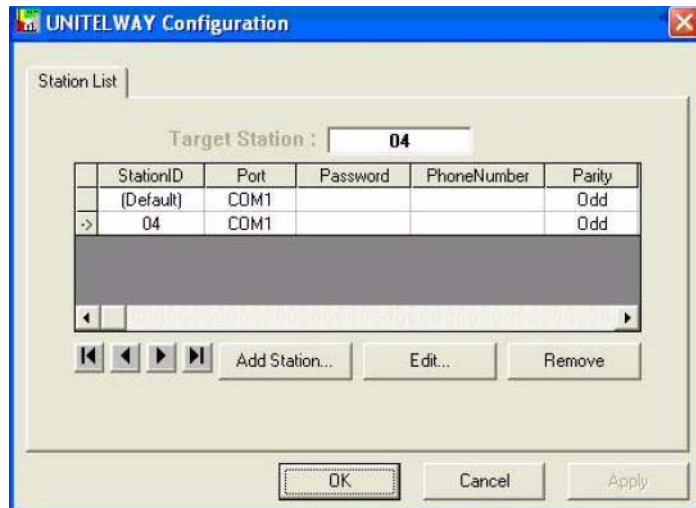 UNITELWAY Configuration
Station List
Target Station : 04
StationID Port Password PhoneNumber Parity
(Default) COM1 Odd
-> 04 COM1 Odd
Add Station... Edit... Remove
OK Cancel Apply